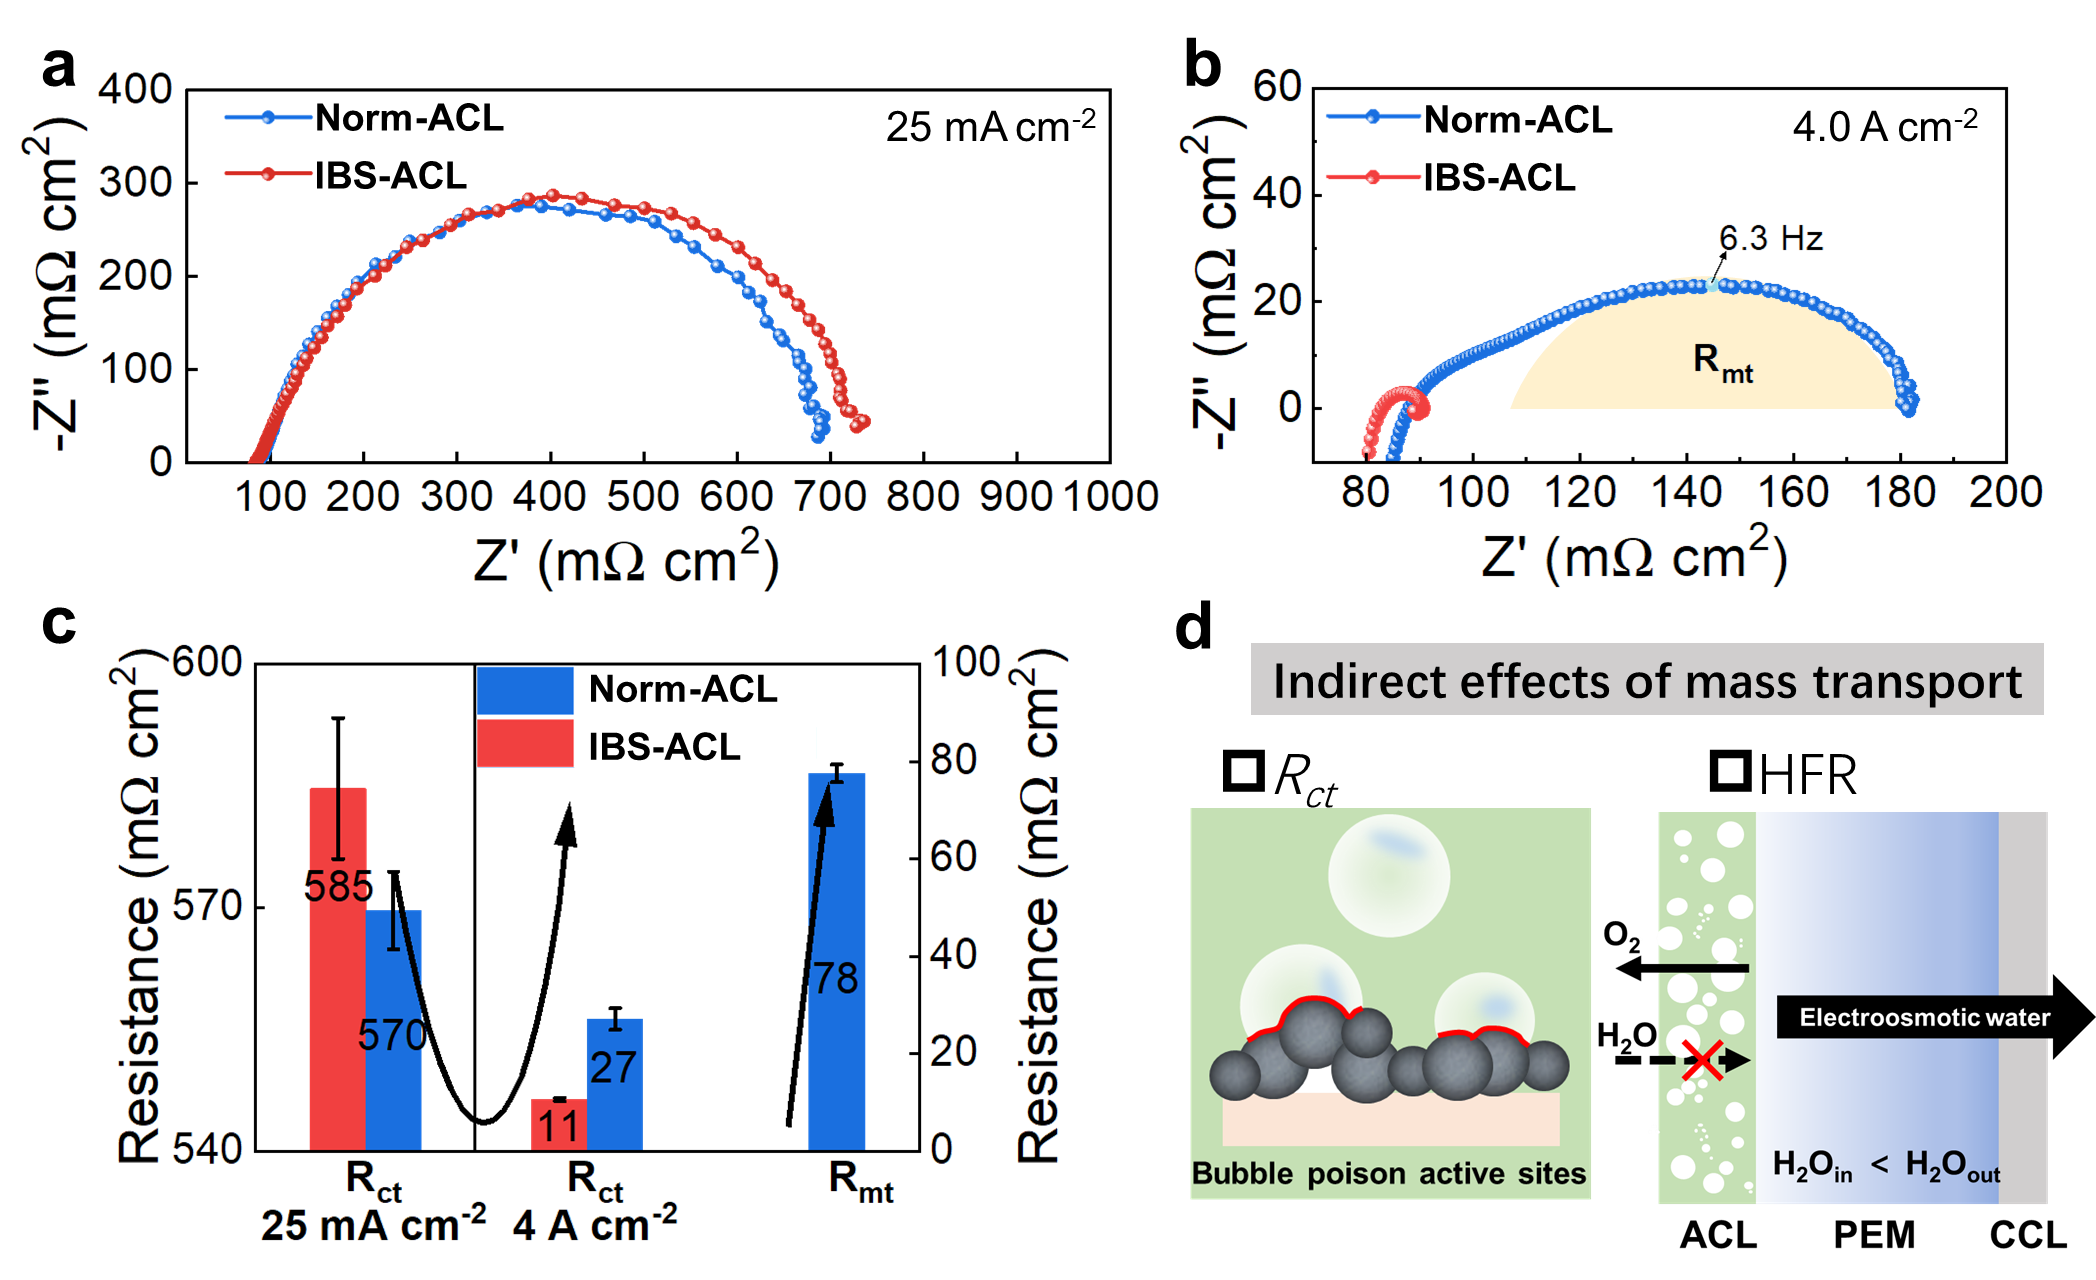 a
400
300
200
100
0
-Z'' (mΩ cm²)
Norm-ACL
IBS-ACL
25 mA cm⁻²
100 200 300 400 500 600 700 800 900 1000
Z' (mΩ cm²)
b
60
40
20
0
-Z'' (mΩ cm²)
Norm-ACL
IBS-ACL
4.0 A cm⁻²
6.3 Hz
Rmt
80 100 120 140 160 180 200
Z' (mΩ cm²)
c
600
570
540
Resistance (mΩ cm²)
Norm-ACL
IBS-ACL
585
570
11
27
78
100
80
60
40
20
0
Resistance (mΩ cm²)
Rct Rct Rmt
25 mA cm⁻² 4 A cm⁻²
d
Indirect effects of mass transport
Rct
HFR
Bubble poison active sites
O₂
H₂O
Electroosmotic water
H₂Oin < H₂Oout
ACL PEM CCL